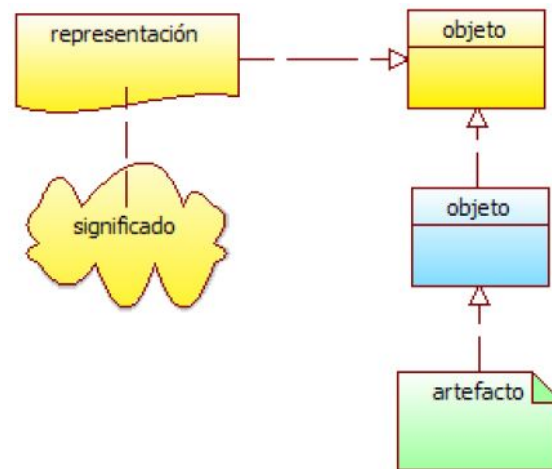 representación
objeto
significado
objeto
artefacto